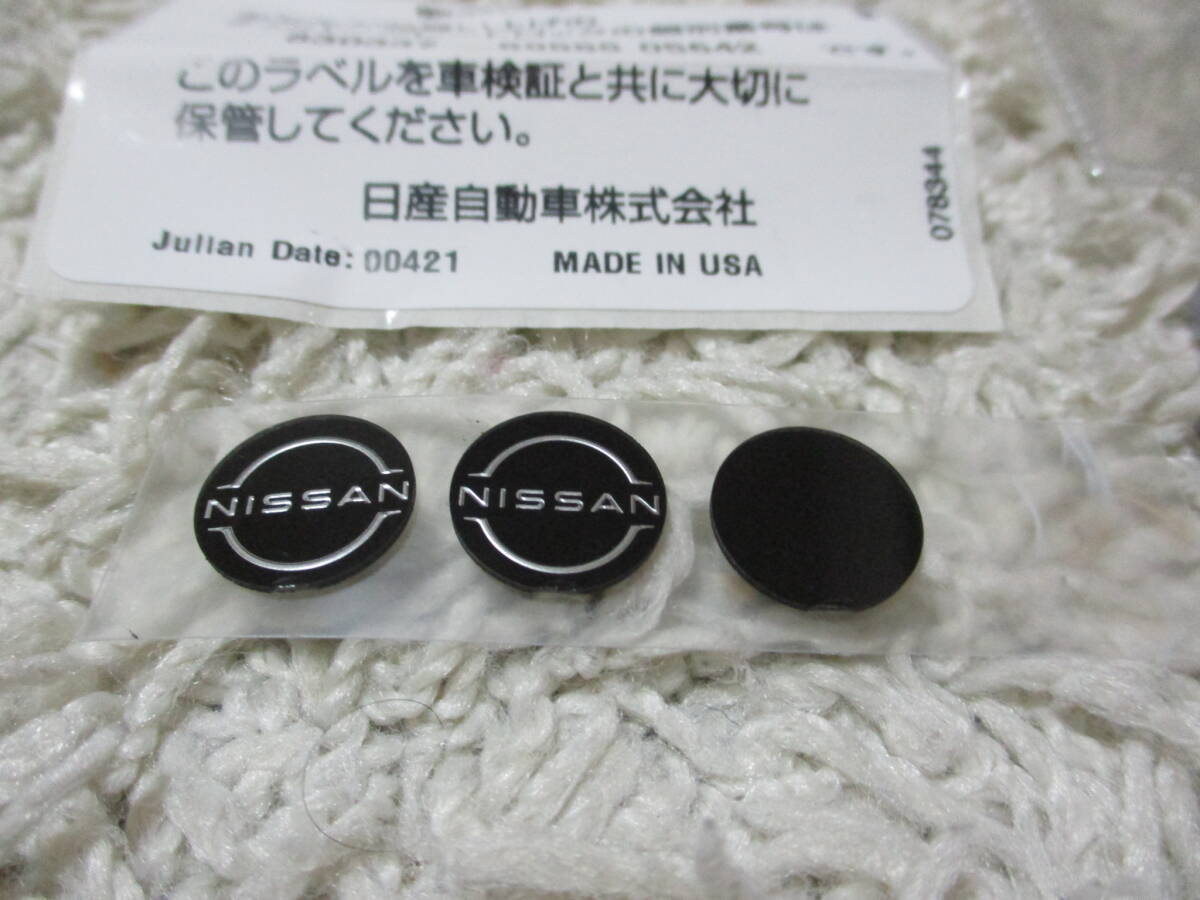 このラベルを車検証と共に大切に
保管してください。
日産自動車株式会社
Julian Date: 00421 MADE IN USA
078344
NISSAN
NISSAN